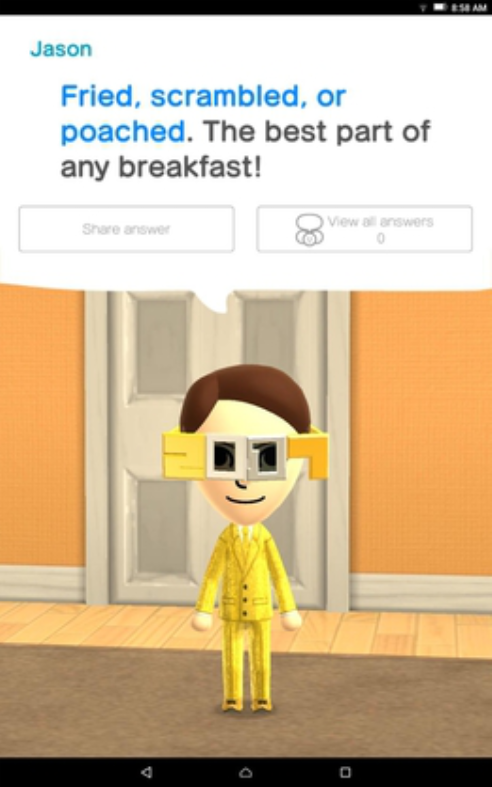 8:58 AM
Jason
Fried, scrambled, or
poached. The best part of
any breakfast!
Share answer
View all answers
0